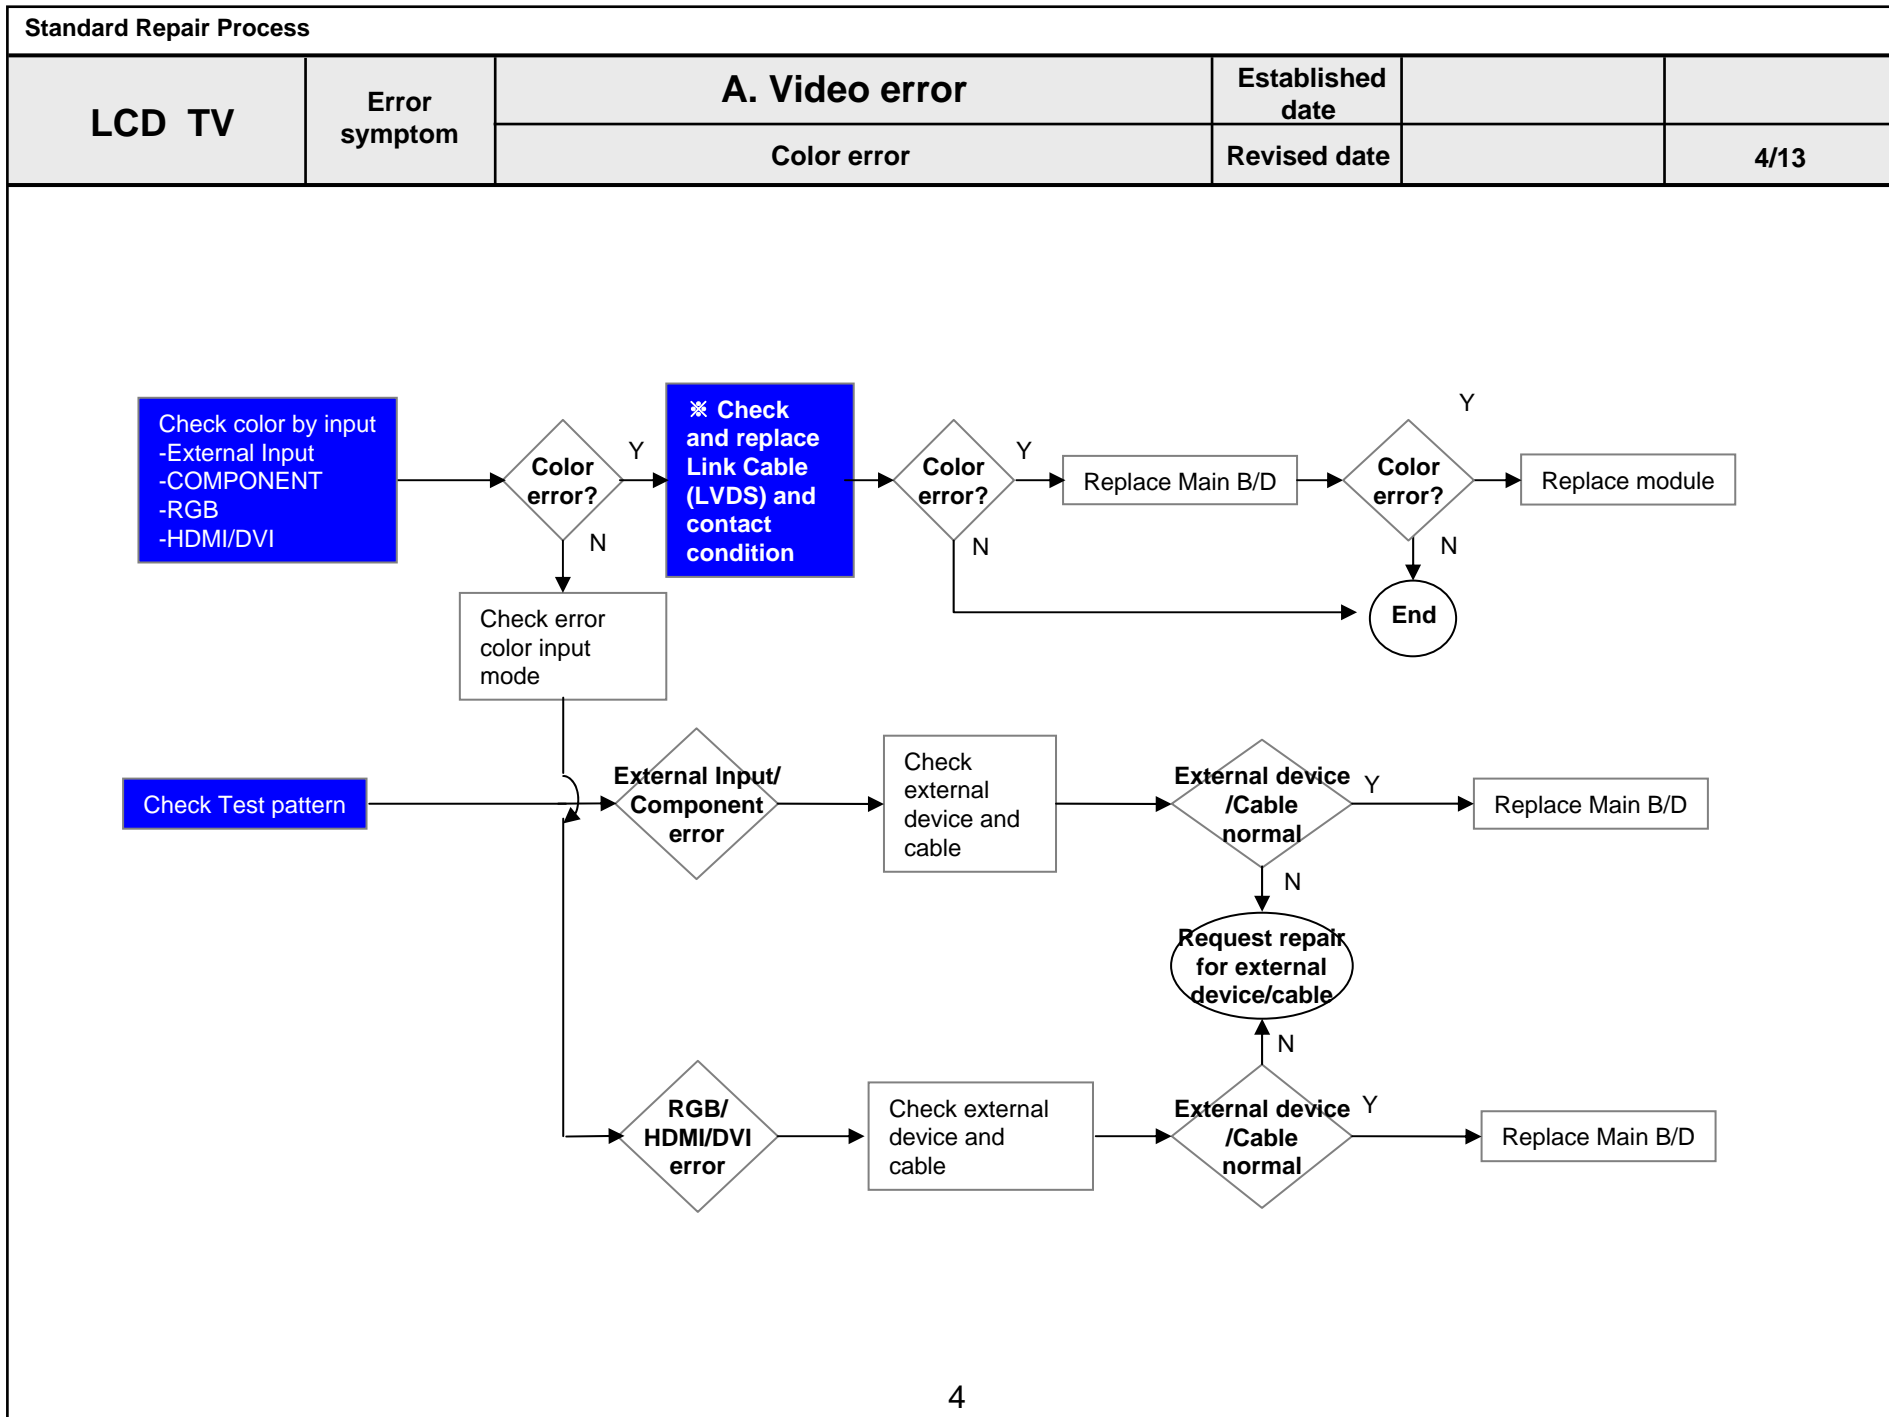 Standard Repair Process
LCD TV
Error
symptom
A. Video error
Established
date
Color error
Revised date
4/13
Check color by input
-External Input
-COMPONENT
-RGB
-HDMI/DVI
Color
error?
Y
N
※ Check
and replace
Link Cable
(LVDS) and
contact
condition
Color
error?
Y
N
Replace Main B/D
Color
error?
Y
N
Replace module
End
Check error
color input
mode
Check Test pattern
External Input/
Component
error
Check
external
device and
cable
External device
/Cable
normal
Y
N
Replace Main B/D
Request repair
for external
device/cable
N
RGB/
HDMI/DVI
error
Check external
device and
cable
External device
/Cable
normal
Y
Replace Main B/D
4